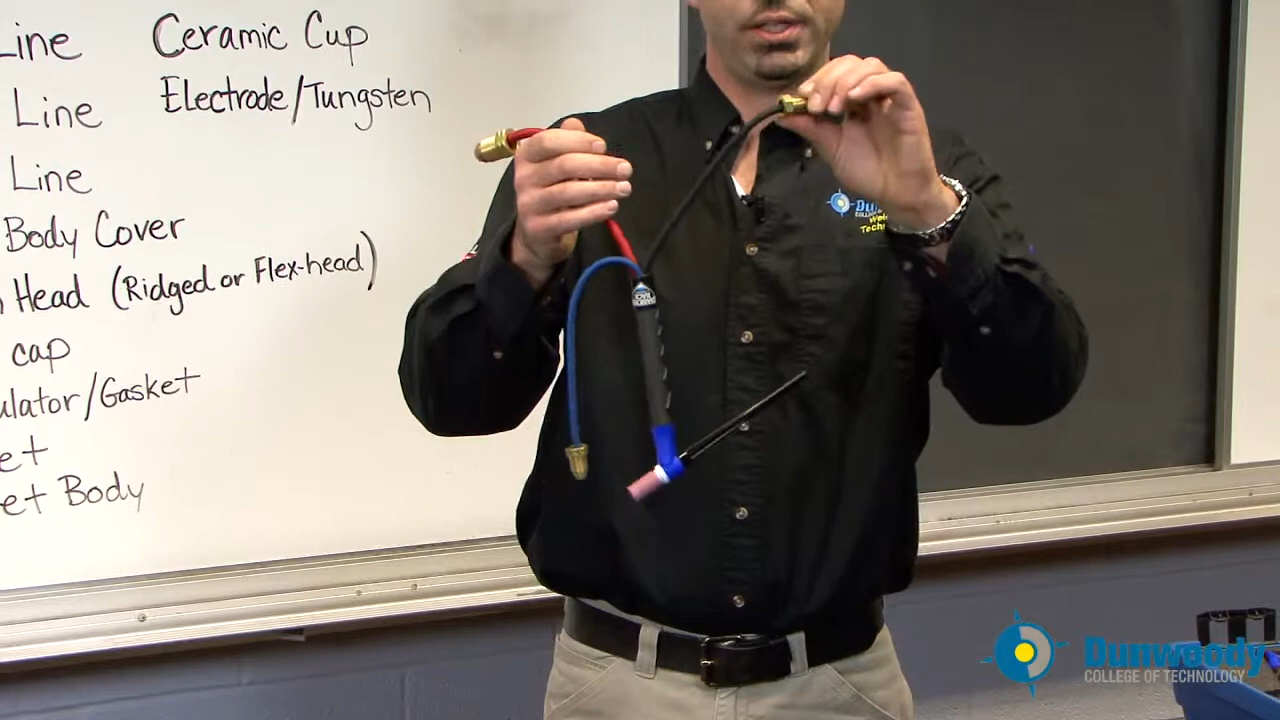 Line
Ceramic Cup
Line
Electrode/Tungsten
Line
Body Cover
Head (Ridged or Flex-head)
cap
ulator/Gasket
et
et Body
Dunwoody
COLLEGE OF TECHNOLOGY